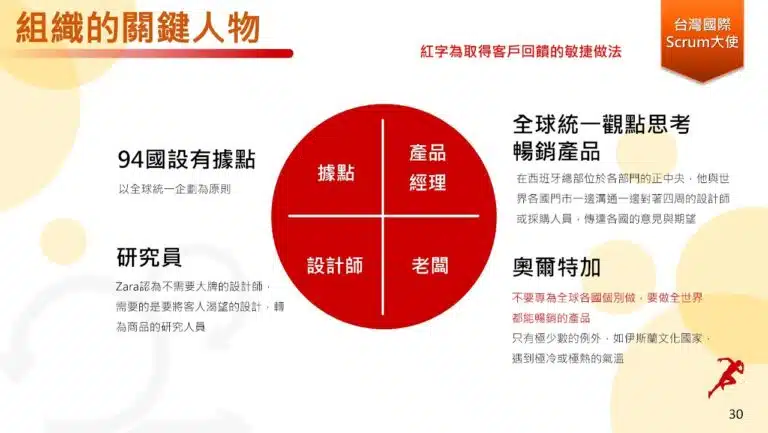 組織的關鍵人物
台灣國際
Scrum大使
紅字為取得客戶回饋的敏捷做法
94國設有據點
以全球統一企劃為原則
研究員
Zara認為不需要大牌的設計師，
需要的是要將客人渴望的設計，轉
為商品的研究人員
據點
產品
經理
設計師
老闆
全球統一觀點思考
暢銷產品
在西班牙總部位於各部門的正中央，他與世
界各國門市一邊溝通一邊對著四周的設計師
或採購人員，傳達各國的意見與期望
奧爾特加
不要專為全球各國個別做，要做全世界
都能暢銷的產品
只有極少數的例外，如伊斯蘭文化國家，
遇到極冷或極熱的氣溫
30